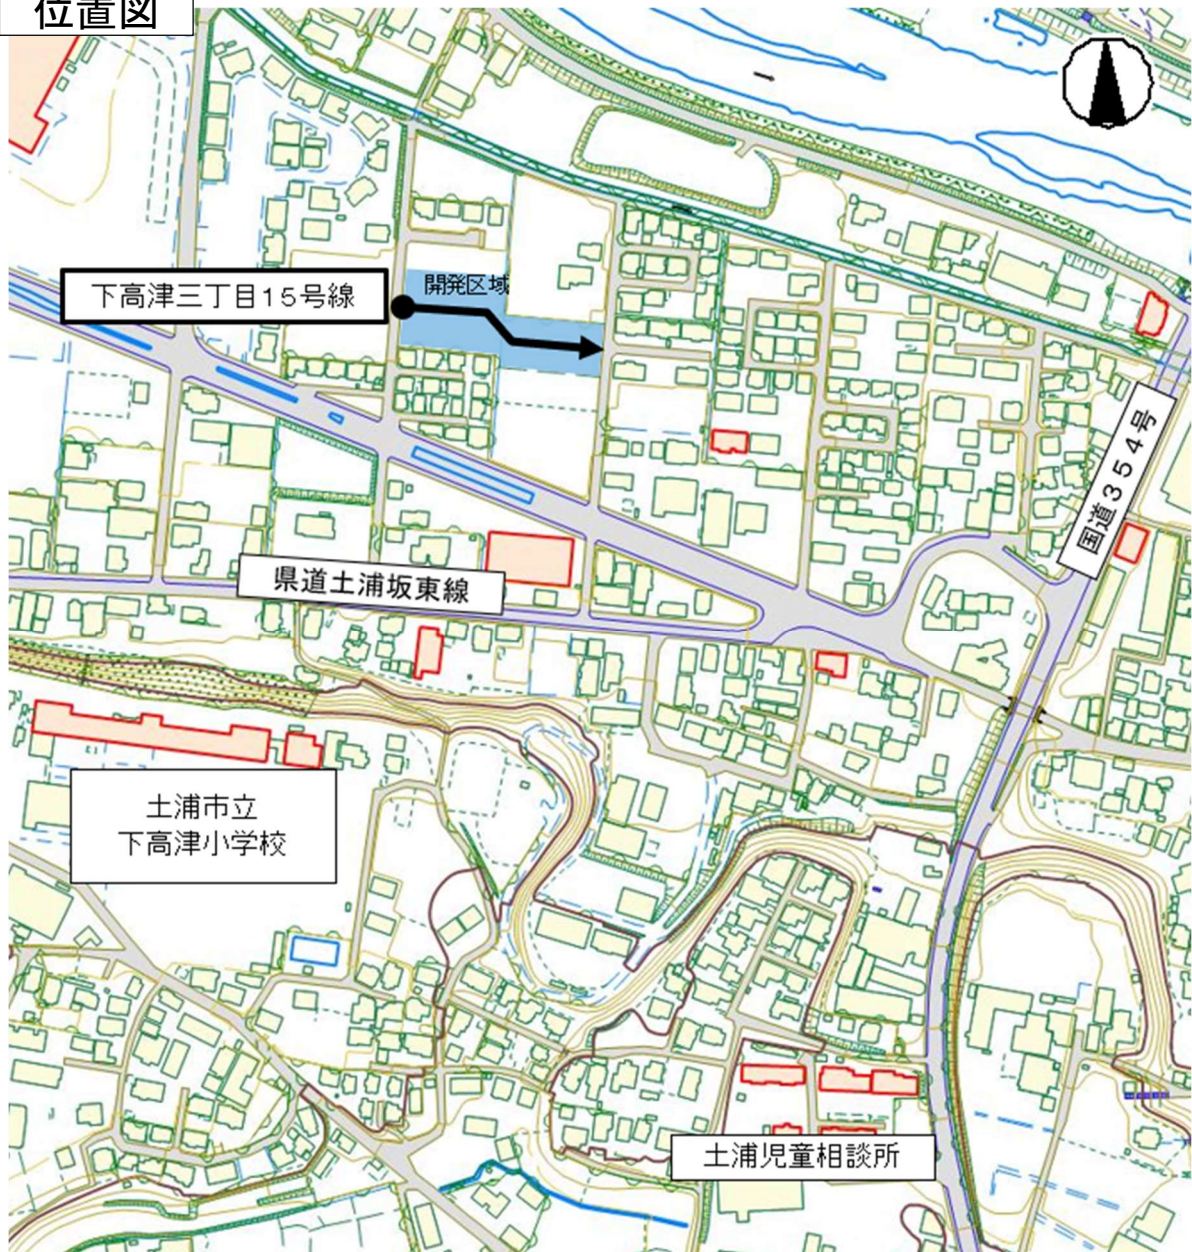 位置図
開発区域
下高津三丁目15号線
国道354号
県道土浦坂東線
土浦市立
下高津小学校
土浦児童相談所